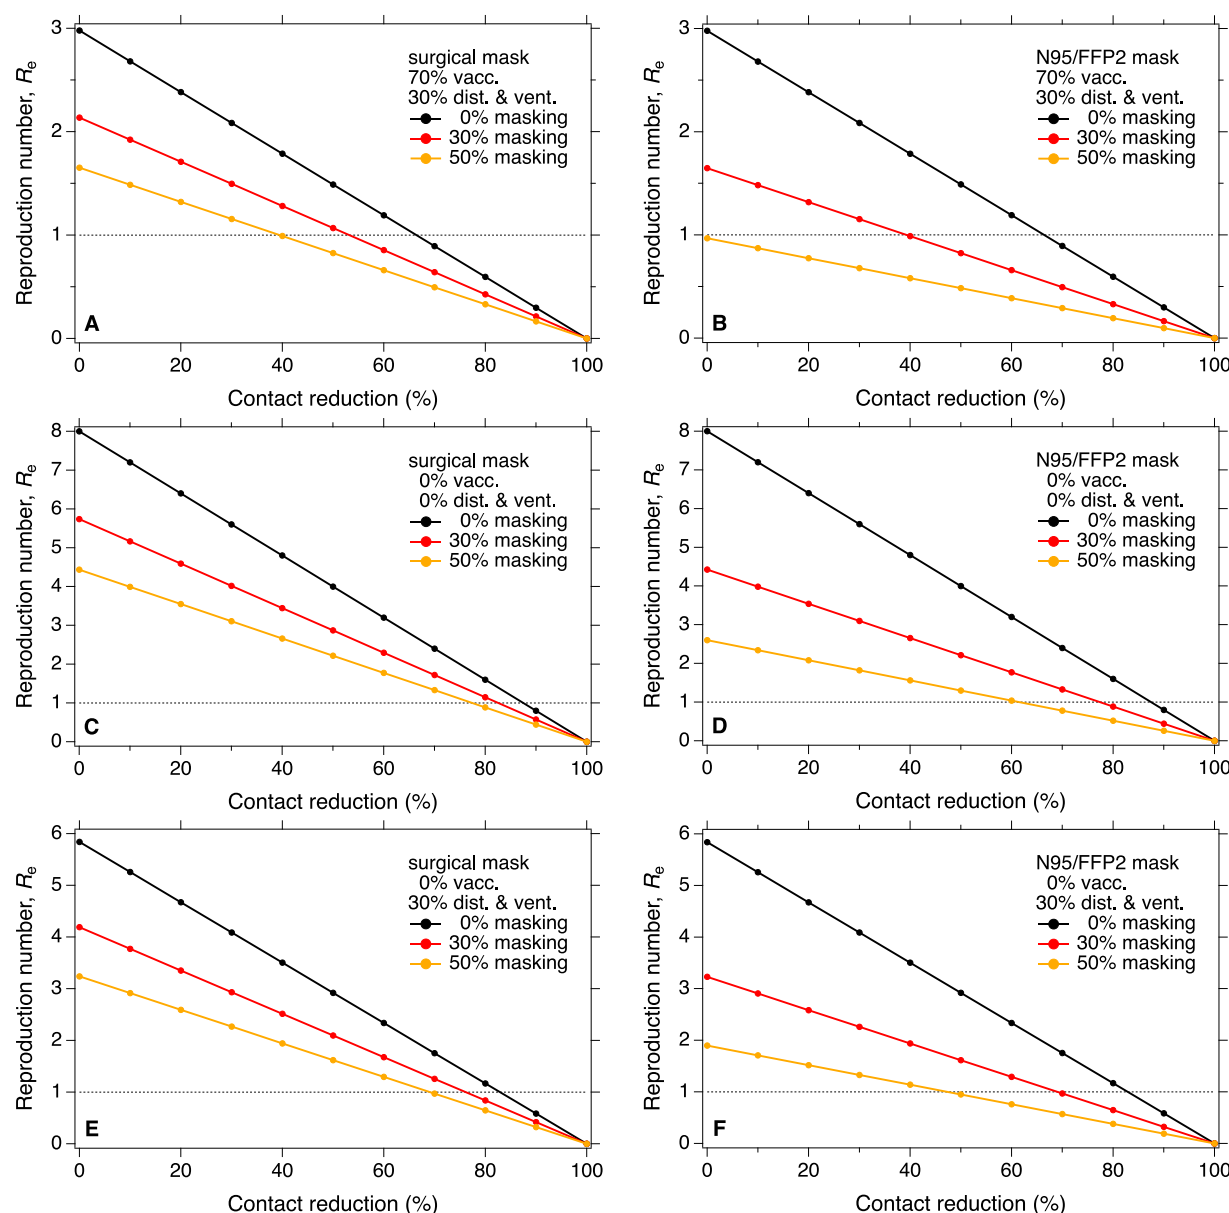 3
2
1
0
Reproduction number, Re
surgical mask
70% vacc.
30% dist. & vent.
0% masking
30% masking
50% masking
A
0 20 40 60 80 100
Contact reduction (%)
3
2
1
0
Reproduction number, Re
N95/FFP2 mask
70% vacc.
30% dist. & vent.
0% masking
30% masking
50% masking
B
0 20 40 60 80 100
Contact reduction (%)
8
7
6
5
4
3
2
1
0
Reproduction number, Re
surgical mask
0% vacc.
0% dist. & vent.
0% masking
30% masking
50% masking
C
0 20 40 60 80 100
Contact reduction (%)
8
7
6
5
4
3
2
1
0
Reproduction number, Re
N95/FFP2 mask
0% vacc.
0% dist. & vent.
0% masking
30% masking
50% masking
D
0 20 40 60 80 100
Contact reduction (%)
6
5
4
3
2
1
0
Reproduction number, Re
surgical mask
0% vacc.
30% dist. & vent.
0% masking
30% masking
50% masking
E
0 20 40 60 80 100
Contact reduction (%)
6
5
4
3
2
1
0
Reproduction number, Re
N95/FFP2 mask
0% vacc.
30% dist. & vent.
0% masking
30% masking
50% masking
F
0 20 40 60 80 100
Contact reduction (%)